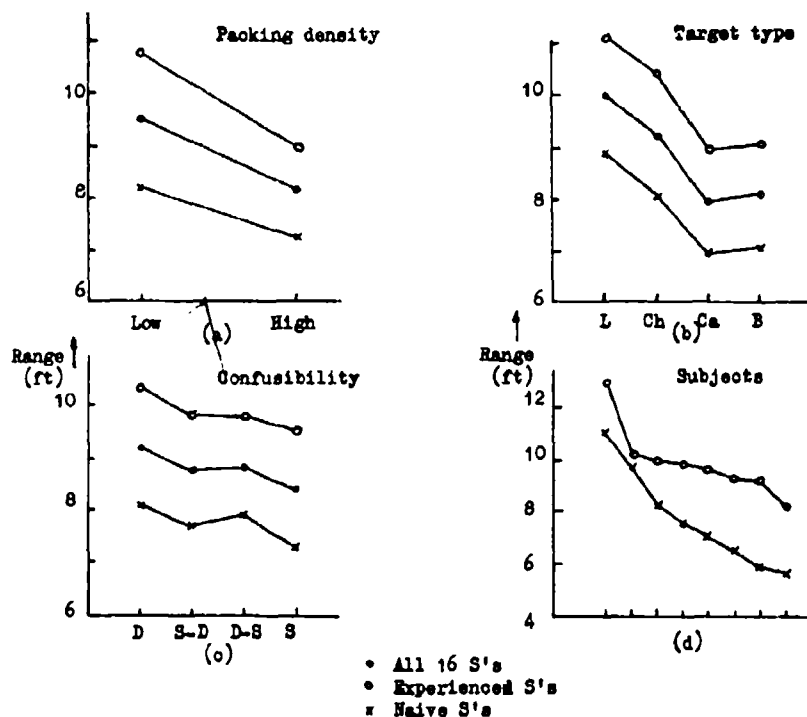 Packing density
10
8
6
Low
High
(a)
Target type
10
8
6
L Ch Ca B
(b)
Range
(ft)
Confusibility
10
8
6
D S-D D-S S
(c)
Range
(ft)
Subjects
12
10
8
6
4
(d)
All 16 S's
Experienced S's
Naive S's